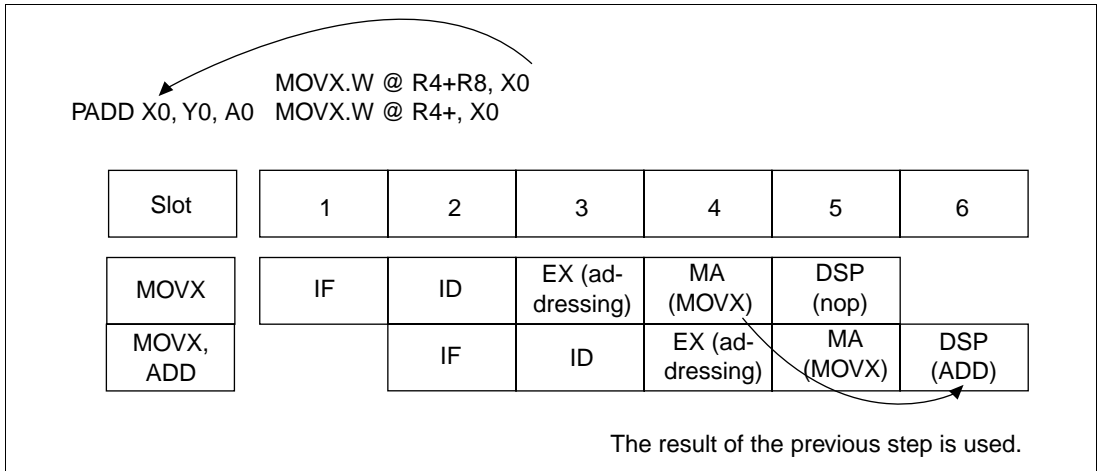 MOVX.W @ R4+R8, X0
PADD X0, Y0, A0 MOVX.W @ R4+, X0
Slot 1 2 3 4 5 6
MOVX IF ID EX (ad-
dressing) MA
(MOVX) DSP
(nop)
MOVX,
ADD IF ID EX (ad-
dressing) MA
(MOVX) DSP
(ADD)
The result of the previous step is used.